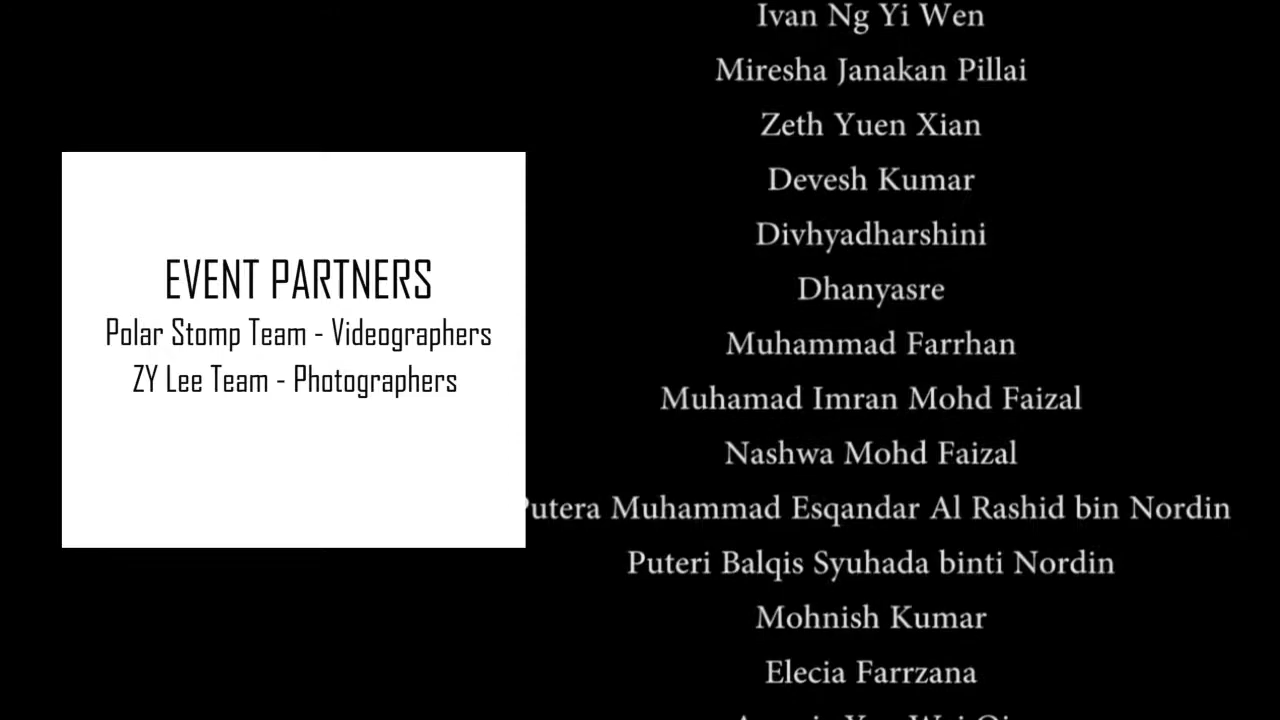 EVENT PARTNERS
Polar Stomp Team - Videographers
ZY Lee Team - Photographers
Ivan Ng Yi Wen
Miresha Janakan Pillai
Zeth Yuen Xian
Devesh Kumar
Divhyadharshini
Dhanyasre
Muhammad Farrhan
Muhamad Imran Mohd Faizal
Nashwa Mohd Faizal
Putera Muhammad Esqandar Al Rashid bin Nordin
Puteri Balqis Syuhada binti Nordin
Mohnish Kumar
Elecia Farrzana